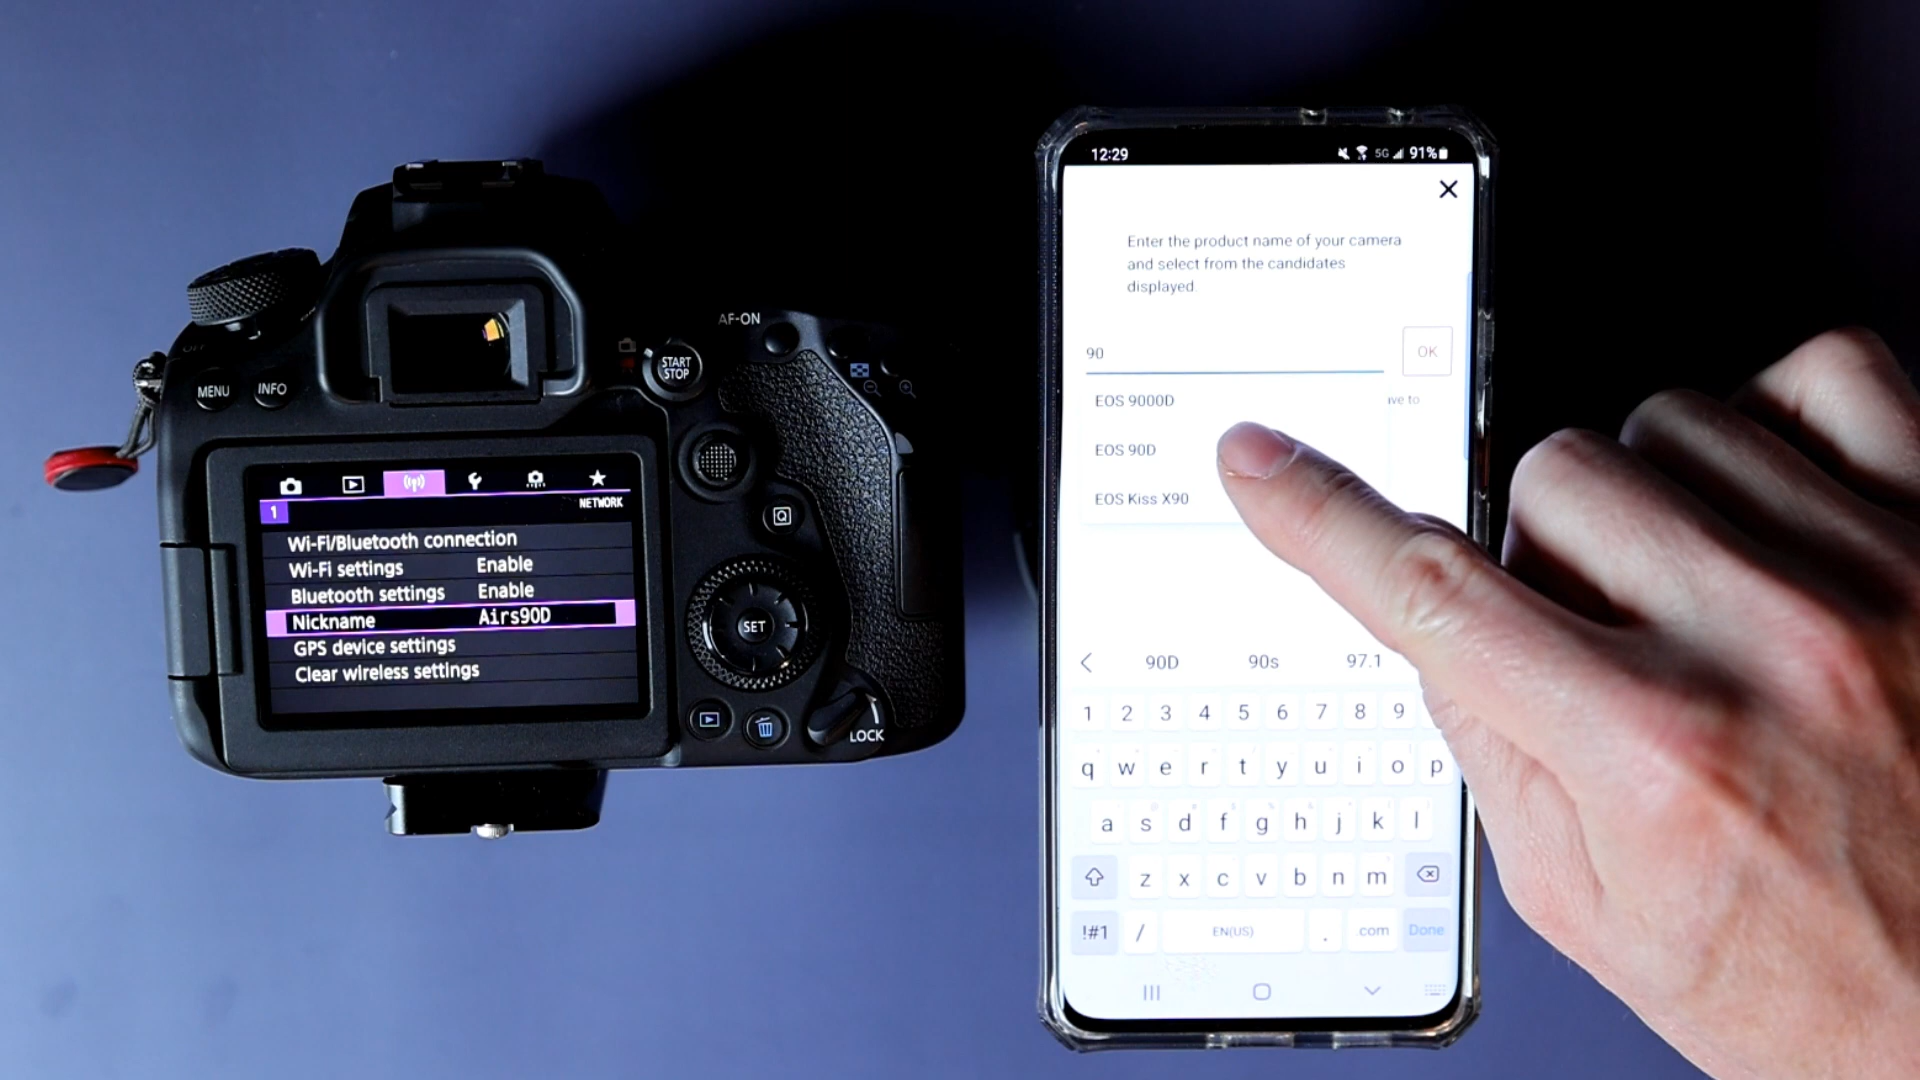 AF-ON
START
STOP
MENU
INFO
Q
1
NETWORK
Wi-Fi/Bluetooth connection
Wi-Fi settings Enable
Bluetooth settings Enable
Nickname Airs90D
GPS device settings
Clear wireless settings
SET
LOCK
12:29
5G 91%
Enter the product name of your camera
and select from the candidates
displayed.
90
OK
EOS 9000D
EOS 90D
EOS Kiss X90
to
90D 90s 97.1
1 2 3 4 5 6 7 8 9
q w e r t y u i o p
a s d f g h j k l
z x c v b n m
!#1 / EN(US) . .com Done